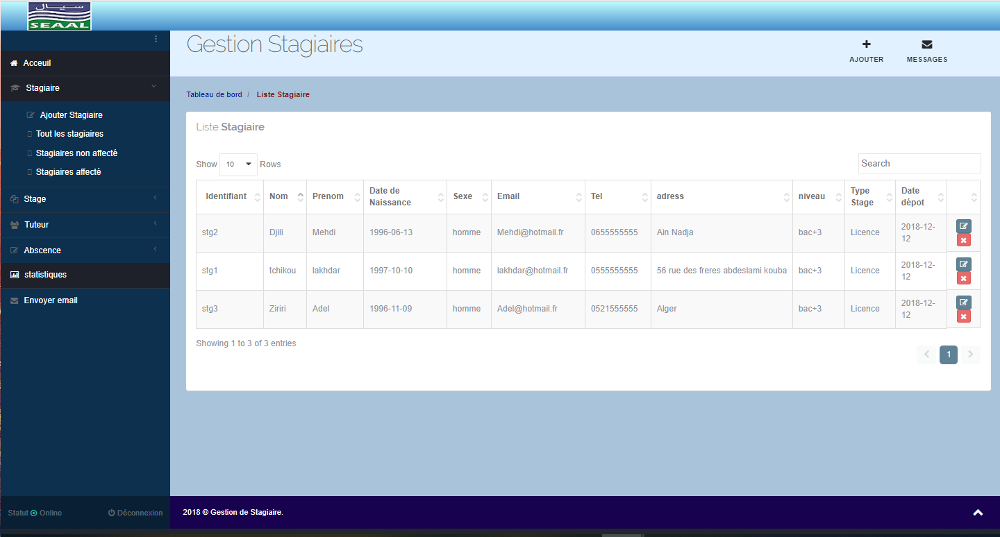 سيال
SEAAL
Gestion Stagiaires
AJOUTER
MESSAGES
Acceuil
Stagiaire
Ajouter Stagiaire
Tout les stagiaires
Stagiaires non affecté
Stagiaires affecté
Stage
Tuteur
Abscence
statistiques
Envoyer email
Statut Online
Déconnexion
Tableau de bord / Liste Stagiaire
Liste Stagiaire
Show 10 Rows
Search
Identifiant Nom Prenom Date de Naissance Sexe Email Tel adress niveau Type Stage Date dépot
stg2 Djili Mehdi 1996-06-13 homme Mehdi@hotmail.fr 0655555555 Ain Nadja bac+3 Licence 2018-12-12
stg1 tchikou lakhdar 1997-10-10 homme lakhdar@hotmail.fr 0555555555 56 rue des freres abdeslami kouba bac+3 Licence 2018-12-12
stg3 Ziriri Adel 1996-11-09 homme Adel@hotmail.fr 0521555555 Alger bac+3 Licence 2018-12-12
Showing 1 to 3 of 3 entries
1
2018 © Gestion de Stagiaire.